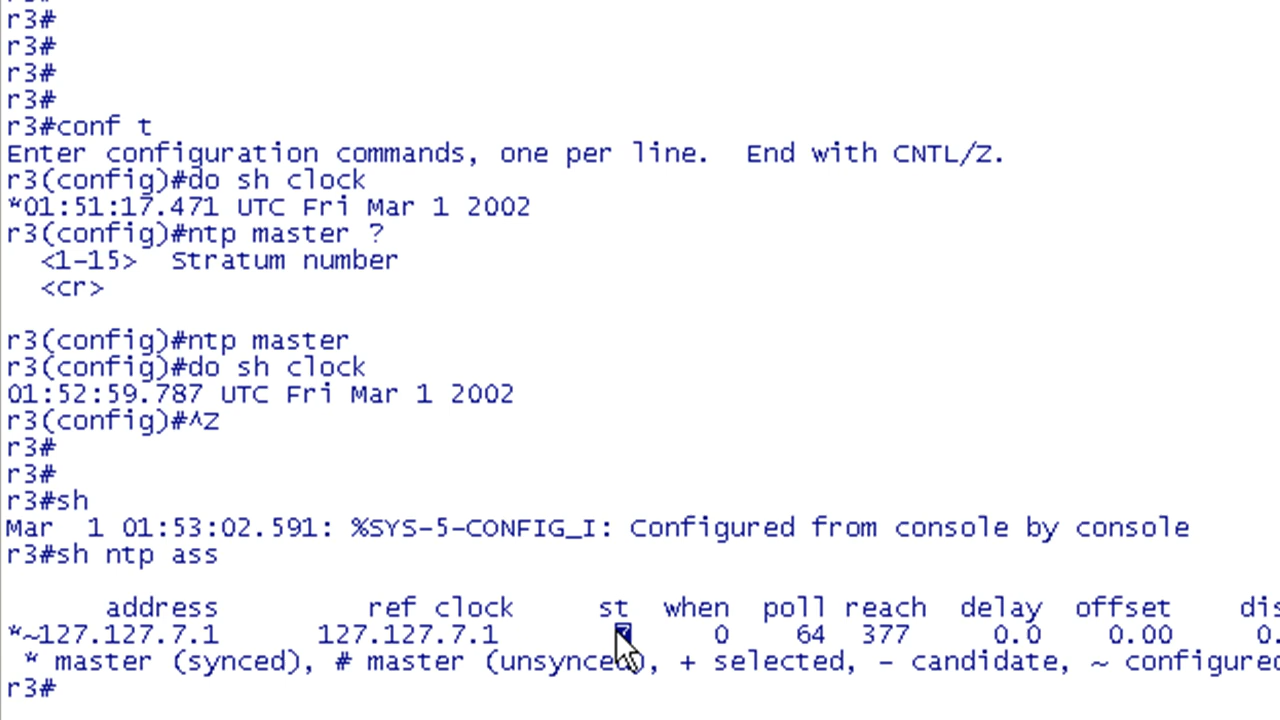 r3#
r3#
r3#
r3#
r3#conf t
Enter configuration commands, one per line.  End with CNTL/Z.
r3(config)#do sh clock
*01:51:17.471 UTC Fri Mar 1 2002
r3(config)#ntp master ?
  <1-15>  Stratum number
  <cr>
r3(config)#ntp master
r3(config)#do sh clock
01:52:59.787 UTC Fri Mar 1 2002
r3(config)#^Z
r3#
r3#
r3#sh
Mar  1 01:53:02.591: %SYS-5-CONFIG_I: Configured from console by console
r3#sh ntp ass
address ref clock st when poll reach delay offset
*~127.127.7.1 127.127.7.1 0 64 377 0.0 0.00 0.
* master (synced), # master (unsynced), + selected, - candidate, ~ configured
r3#